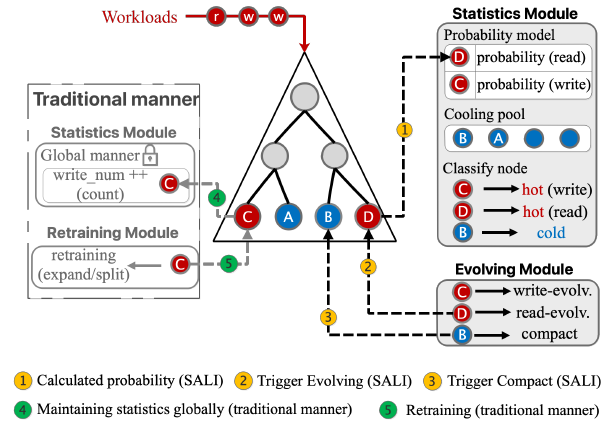 Workloads
r w w
Statistics Module
Probability model
D probability (read)
C probability (write)
Cooling pool
B A
Classify node
C hot (write)
D hot (read)
B cold
Traditional manner
Statistics Module
Global manner
write_num ++
(count)
C
Retraining Module
retraining
(expand/split)
C
C A B D
1
2
3
4
5
Evolving Module
C write-evolv.
D read-evolv.
B compact
1 Calculated probability (SALI)
2 Trigger Evolving (SALI)
3 Trigger Compact (SALI)
4 Maintaining statistics globally (traditional manner)
5 Retraining (traditional manner)